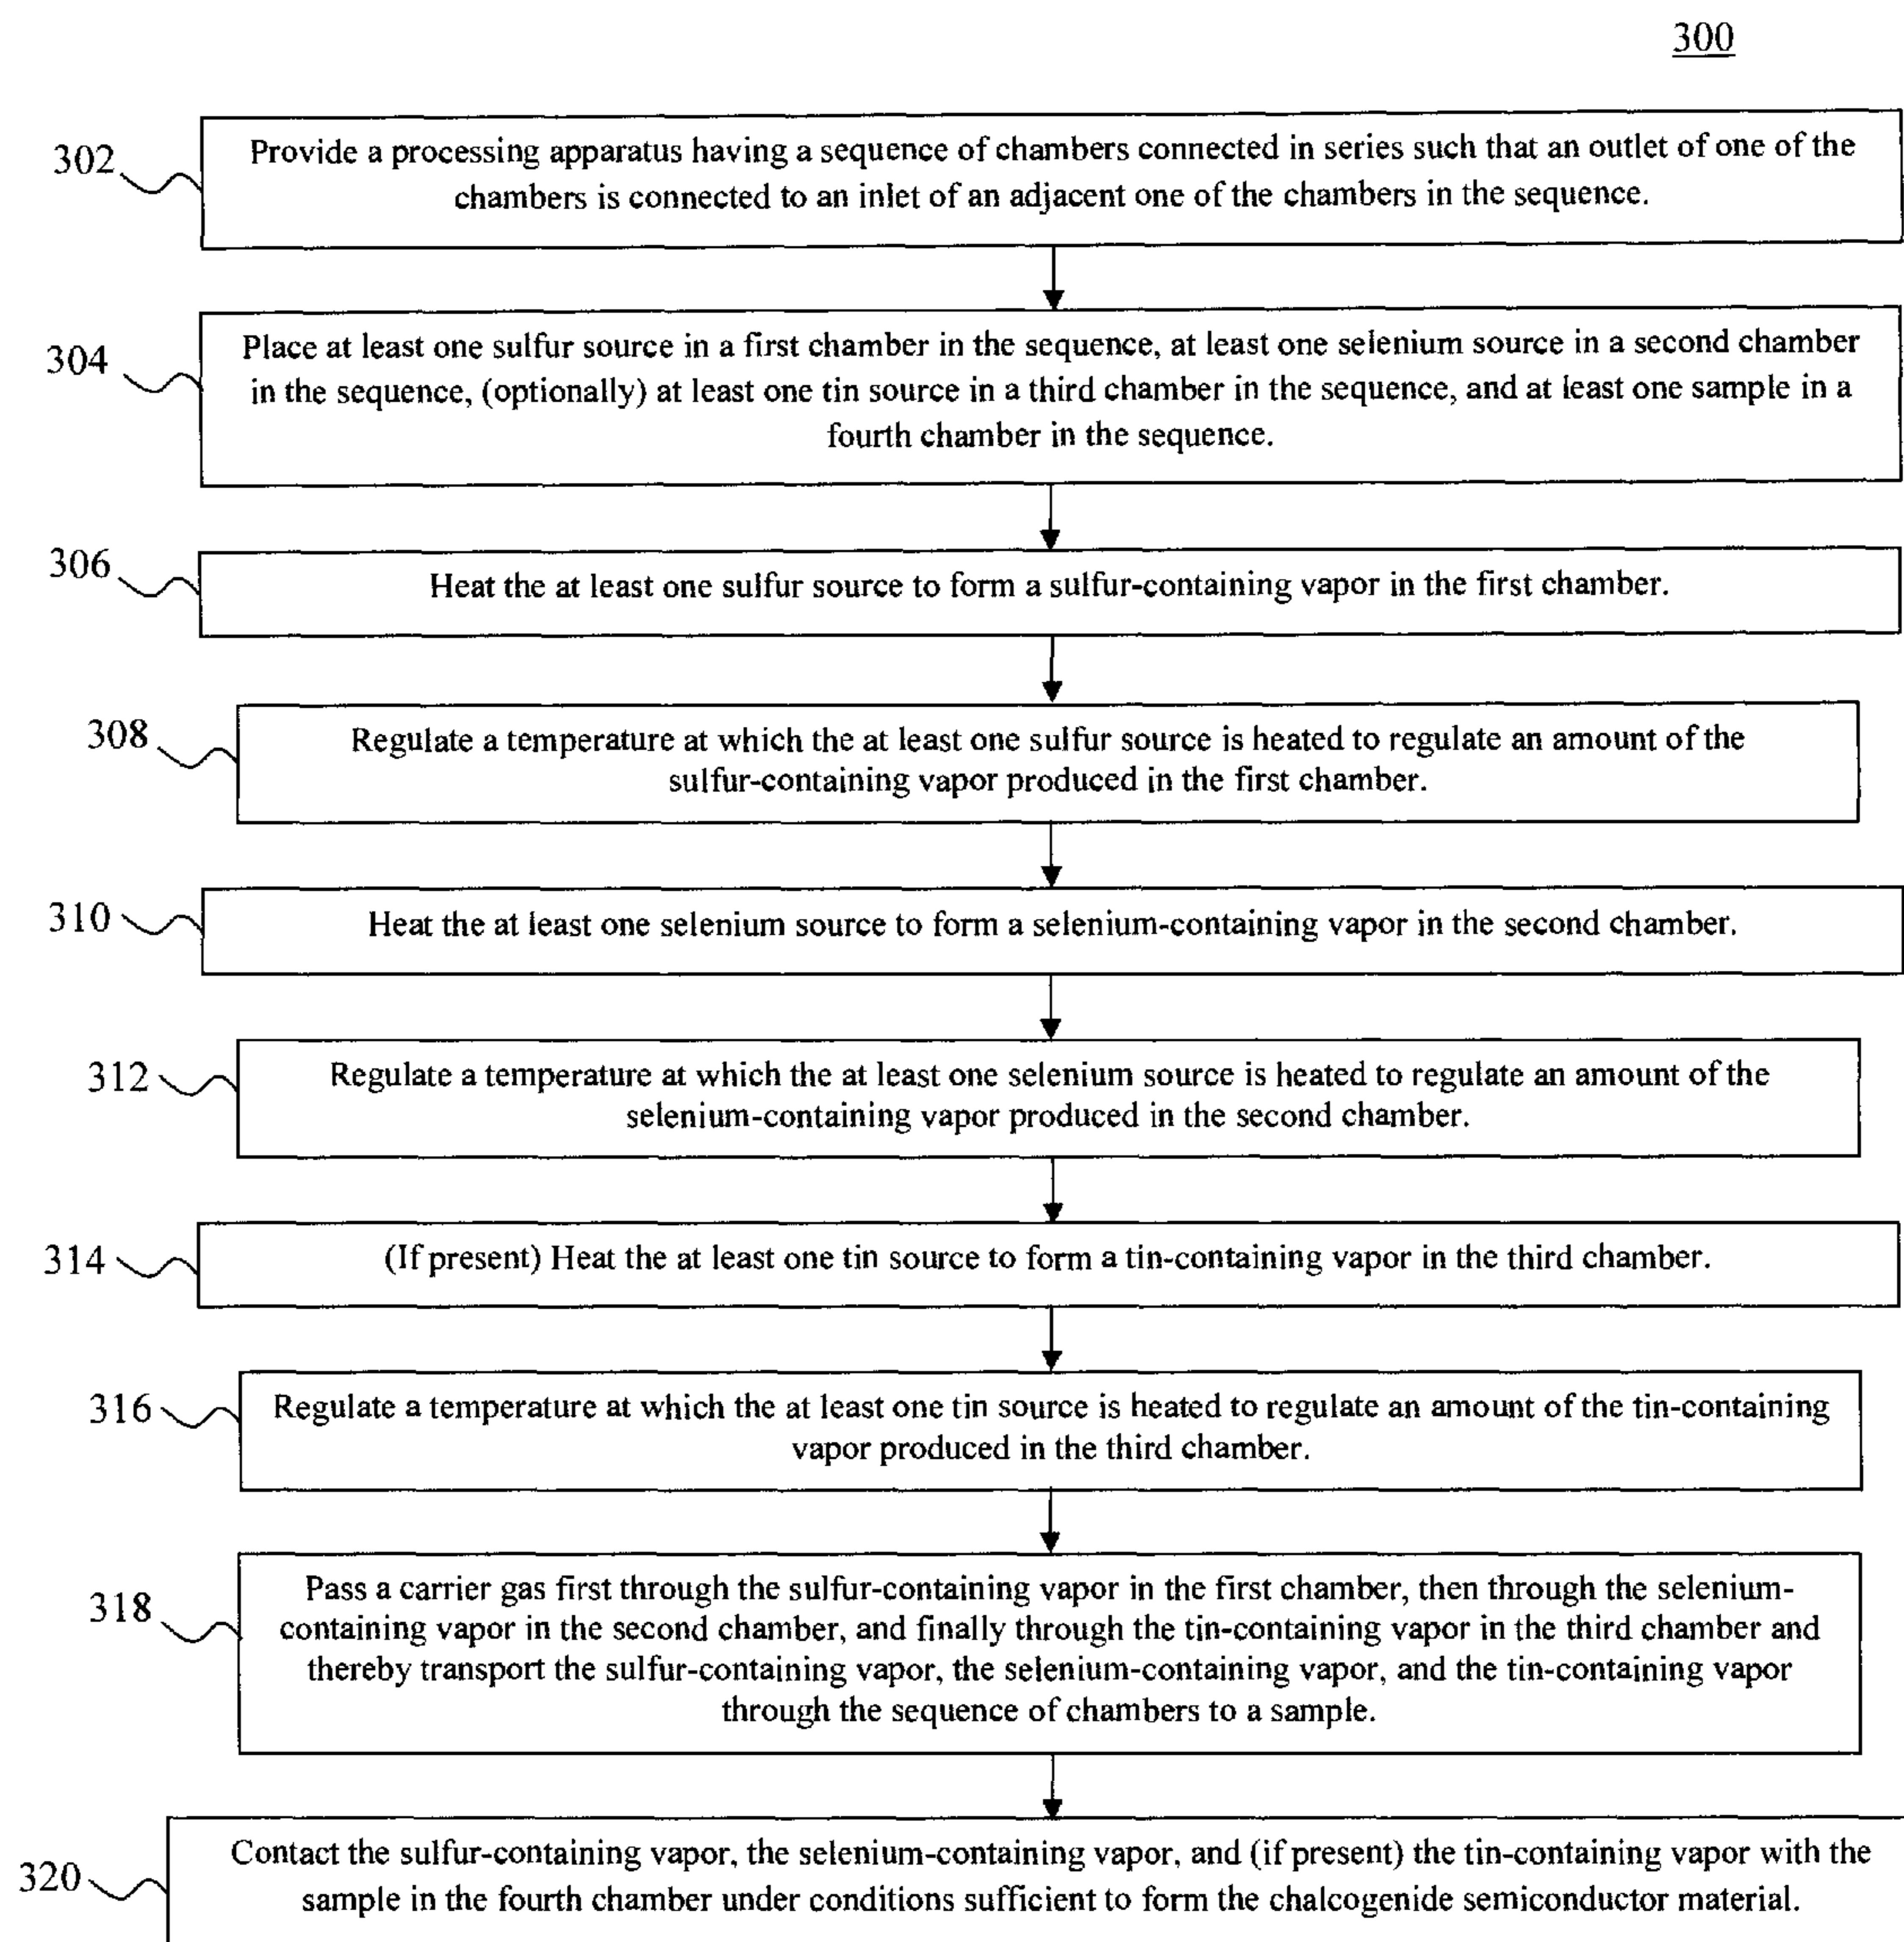 300
302
Provide a processing apparatus having a sequence of chambers connected in series such that an outlet of one of the
chambers is connected to an inlet of an adjacent one of the chambers in the sequence.
304
Place at least one sulfur source in a first chamber in the sequence, at least one selenium source in a second chamber
in the sequence, (optionally) at least one tin source in a third chamber in the sequence, and at least one sample in a
fourth chamber in the sequence.
306
Heat the at least one sulfur source to form a sulfur-containing vapor in the first chamber.
308
Regulate a temperature at which the at least one sulfur source is heated to regulate an amount of the
sulfur-containing vapor produced in the first chamber.
310
Heat the at least one selenium source to form a selenium-containing vapor in the second chamber.
312
Regulate a temperature at which the at least one selenium source is heated to regulate an amount of the
selenium-containing vapor produced in the second chamber.
314
(If present) Heat the at least one tin source to form a tin-containing vapor in the third chamber.
316
Regulate a temperature at which the at least one tin source is heated to regulate an amount of the tin-containing
vapor produced in the third chamber.
318
Pass a carrier gas first through the sulfur-containing vapor in the first chamber, then through the selenium-
containing vapor in the second chamber, and finally through the tin-containing vapor in the third chamber and
thereby transport the sulfur-containing vapor, the selenium-containing vapor, and the tin-containing vapor
through the sequence of chambers to a sample.
320
Contact the sulfur-containing vapor, the selenium-containing vapor, and (if present) the tin-containing vapor with the
sample in the fourth chamber under conditions sufficient to form the chalcogenide semiconductor material.